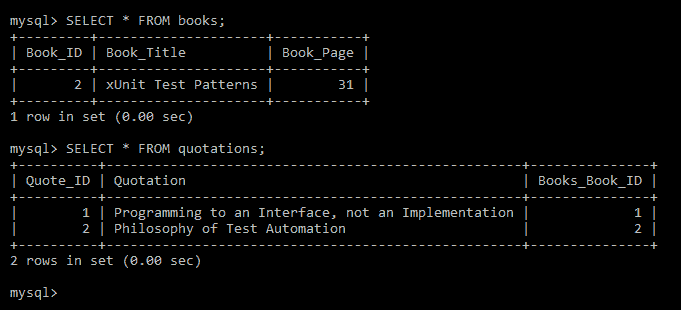 mysql> SELECT * FROM books;
+---------+--------------------+-----------+
| Book_ID | Book_Title         | Book_Page |
+---------+--------------------+-----------+
|       2 | xUnit Test Patterns |        31 |
+---------+--------------------+-----------+
1 row in set (0.00 sec)
mysql> SELECT * FROM quotations;
+----------+----------------------------------------------------+---------------+
| Quote_ID | Quotation                                          | Books_Book_ID |
+----------+----------------------------------------------------+---------------+
|        1 | Programming to an Interface, not an Implementation |             1 |
|        2 | Philosophy of Test Automation                      |             2 |
+----------+----------------------------------------------------+---------------+
2 rows in set (0.00 sec)
mysql>